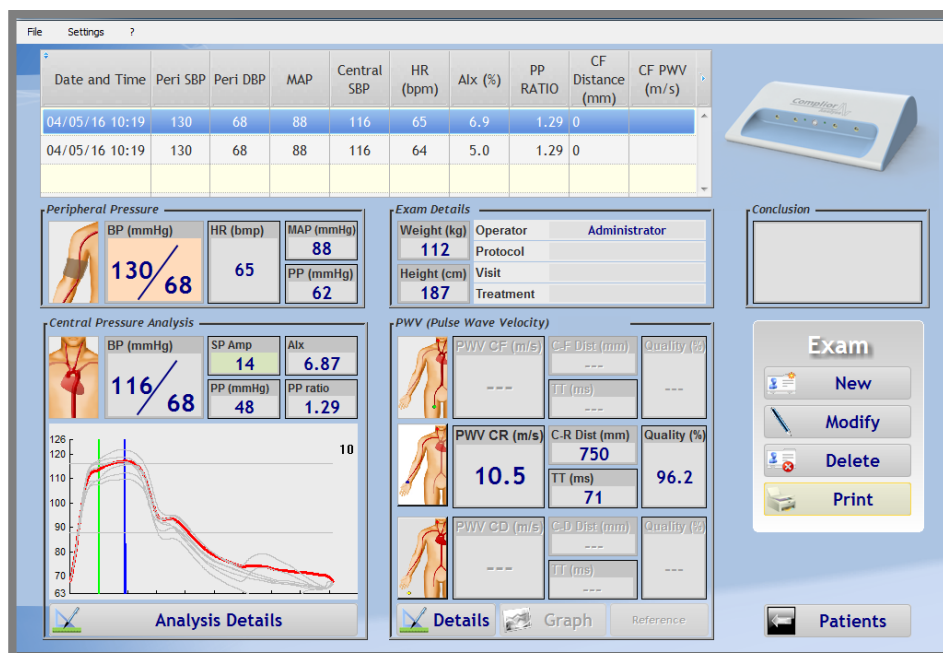 File Settings ?
Date and Time Peri SBP Peri DBP MAP Central SBP HR (bpm) AIx (%) PP RATIO CF Distance (mm) CF PWV (m/s)
04/05/16 10:19 130 68 88 116 65 6.9 1.29 0
04/05/16 10:19 130 68 88 116 64 5.0 1.29 0
Complior
Peripheral Pressure
BP (mmHg) HR (bmp) MAP (mmHg)
130/68 65 88
PP (mmHg)
62
Exam Details
Weight (kg) Operator Administrator
112 Protocol
Height (cm) Visit
187 Treatment
Conclusion
Central Pressure Analysis
BP (mmHg) SP Amp AIx
116/68 14 6.87
PP (mmHg) PP ratio
48 1.29
126
120
110
100
90
80
70
63
10
Analysis Details
PWV (Pulse Wave Velocity)
PWV CF (m/s) C-F Dist (mm) Quality (%)
--- --- ---
TT (ms)
---
PWV CR (m/s) C-R Dist (mm) Quality (%)
10.5 750 96.2
TT (ms)
71
PWV CD (m/s) C-D Dist (mm) Quality (%)
--- --- ---
TT (ms)
---
Details Graph Reference
Exam
New
Modify
Delete
Print
Patients